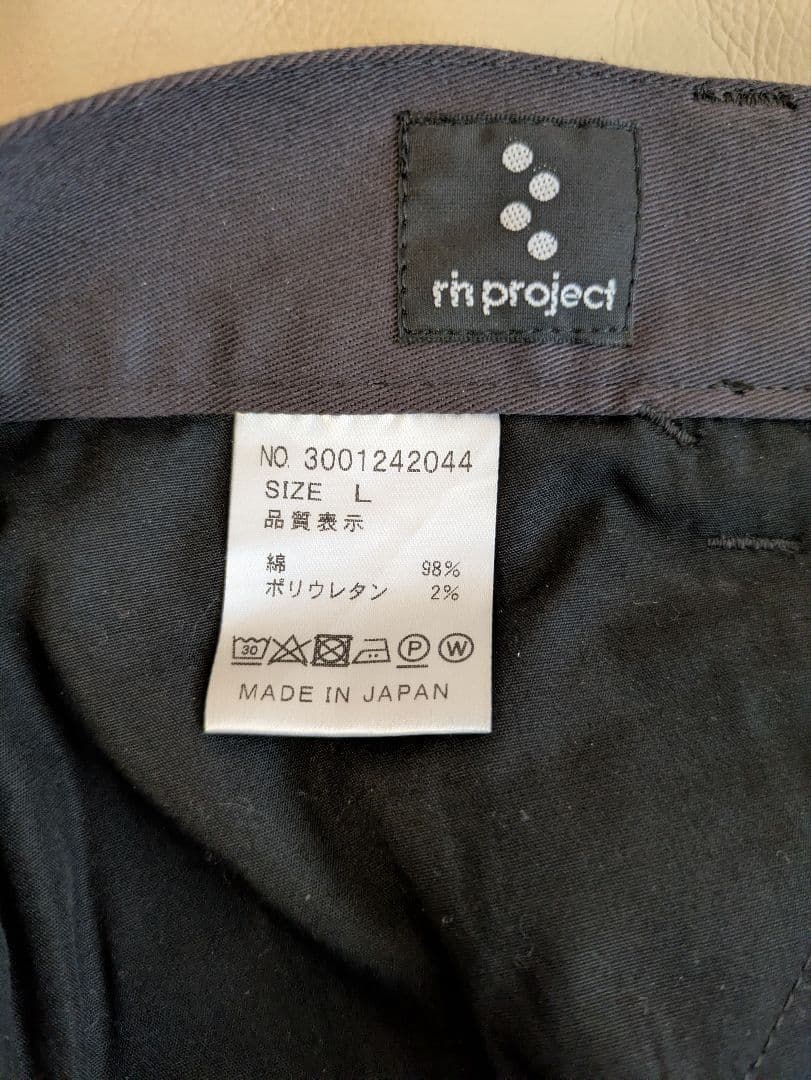 rin project
NO. 3001242044
SIZE L
品質表示
綿 98%
ポリウレタン 2%
30 P W
MADE IN JAPAN